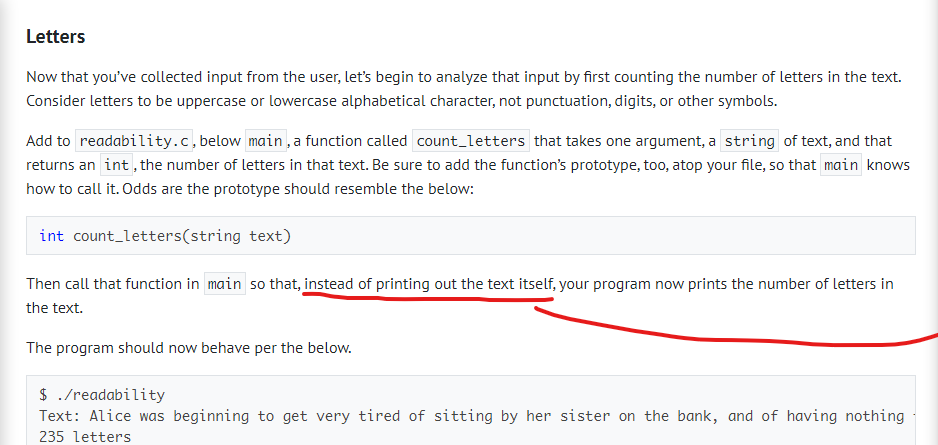 Letters
Now that you’ve collected input from the user, let’s begin to analyze that input by first counting the number of letters in the text.
Consider letters to be uppercase or lowercase alphabetical character, not punctuation, digits, or other symbols.
Add to readability.c, below main, a function called count_letters that takes one argument, a string of text, and that
returns an int, the number of letters in that text. Be sure to add the function’s prototype, too, atop your file, so that main knows
how to call it. Odds are the prototype should resemble the below:
int count_letters(string text)
Then call that function in main so that, instead of printing out the text itself, your program now prints the number of letters in
the text.
The program should now behave per the below.
$ ./readability
Text: Alice was beginning to get very tired of sitting by her sister on the bank, and of having nothing
235 letters